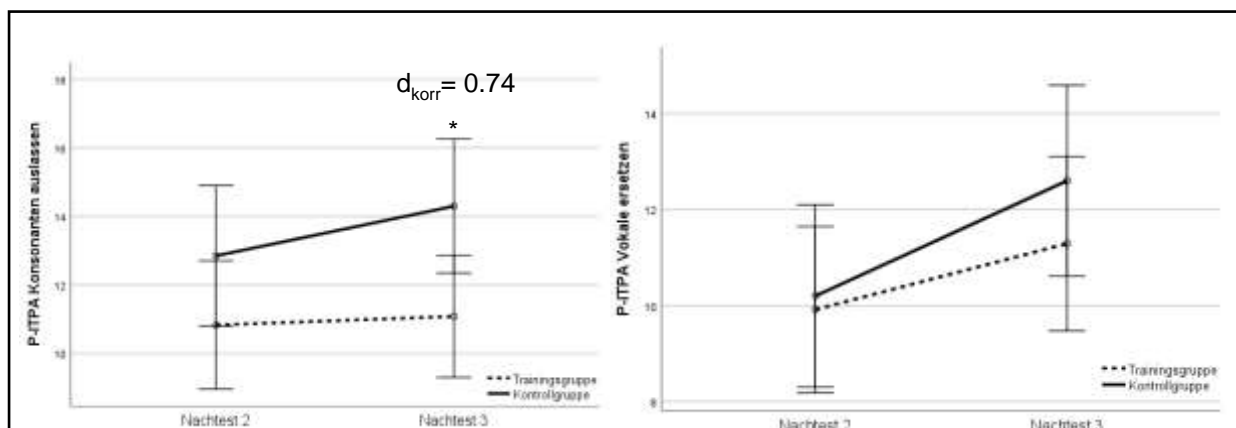 d_korr= 0.74
*
P-ITPA Konsonanten auslassen
18
16
14
12
10
Trainingsgruppe
Kontrollgruppe
Nachtest 2
Nachtest 3
P-ITPA Vokale ersetzen
14
12
10
8
Trainingsgruppe
Kontrollgruppe
Nachtest 2
Nachtest 3